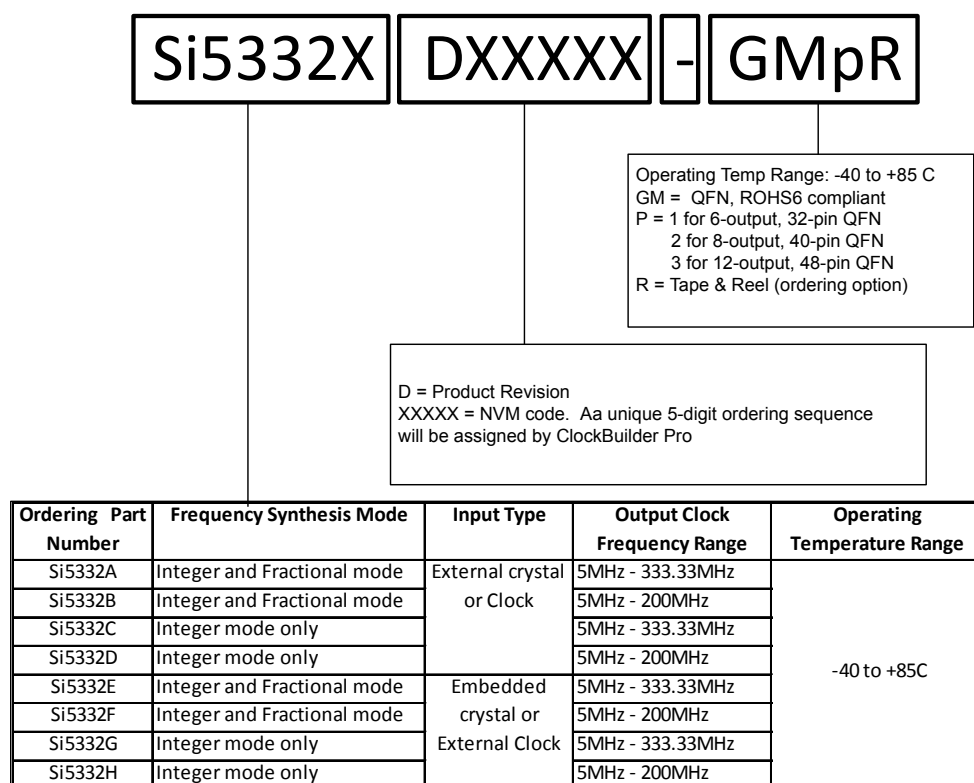 Si5332X DXXXXX - GMpR
Operating Temp Range: -40 to +85 C
GM = QFN, ROHS6 compliant
P = 1 for 6-output, 32-pin QFN
2 for 8-output, 40-pin QFN
3 for 12-output, 48-pin QFN
R = Tape & Reel (ordering option)
D = Product Revision
XXXXX = NVM code. Aa unique 5-digit ordering sequence
will be assigned by ClockBuilder Pro
Ordering Part Number Frequency Synthesis Mode Input Type Output Clock Frequency Range Operating Temperature Range
Si5332A Integer and Fractional mode External crystal or Clock 5MHz - 333.33MHz -40 to +85C
Si5332B Integer and Fractional mode 5MHz - 200MHz
Si5332C Integer mode only 5MHz - 333.33MHz
Si5332D Integer mode only 5MHz - 200MHz
Si5332E Integer and Fractional mode Embedded crystal or External Clock 5MHz - 333.33MHz
Si5332F Integer and Fractional mode 5MHz - 200MHz
Si5332G Integer mode only 5MHz - 333.33MHz
Si5332H Integer mode only 5MHz - 200MHz